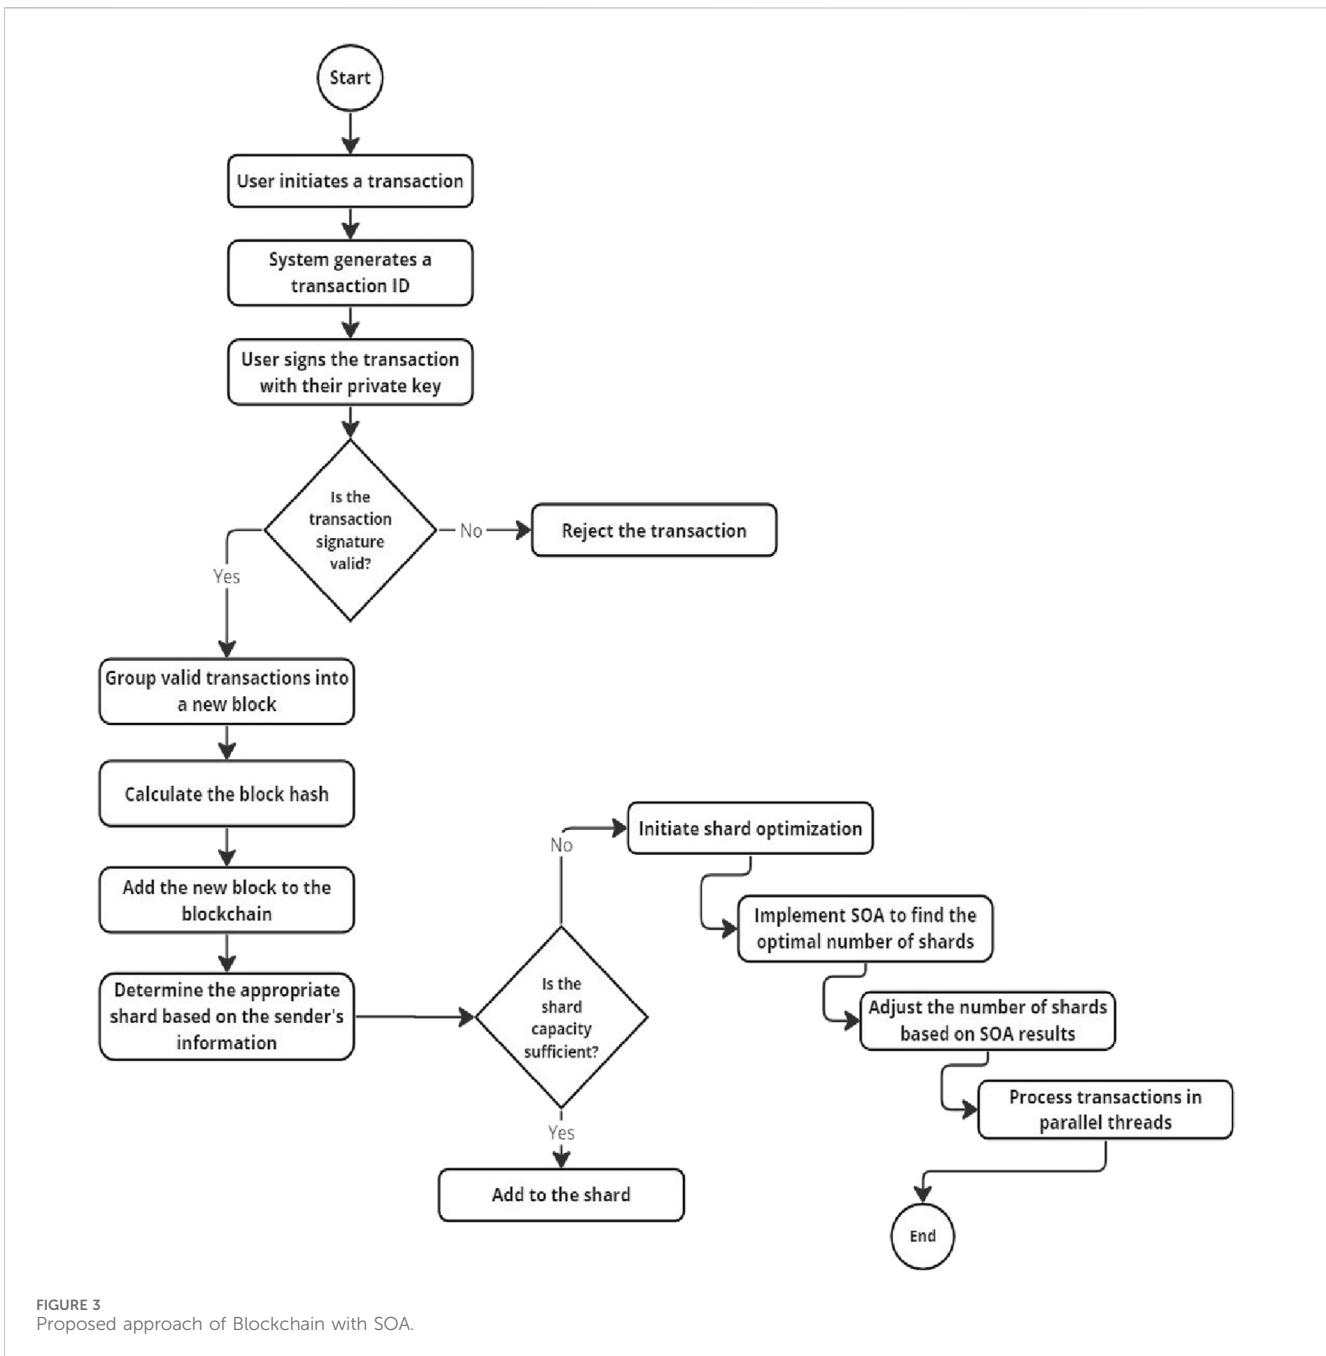 Start
User initiates a transaction
System generates a
transaction ID
User signs the transaction
with their private key
Is the
transaction
signature
valid?
No
Reject the transaction
Yes
Group valid transactions into
a new block
Calculate the block hash
Add the new block to the
blockchain
Determine the appropriate
shard based on the sender's
information
Is the
shard
capacity
sufficient?
No
Initiate shard optimization
Implement SOA to find the
optimal number of shards
Adjust the number of shards
based on SOA results
Process transactions in
parallel threads
Yes
Add to the shard
End
FIGURE 3
Proposed approach of Blockchain with SOA.